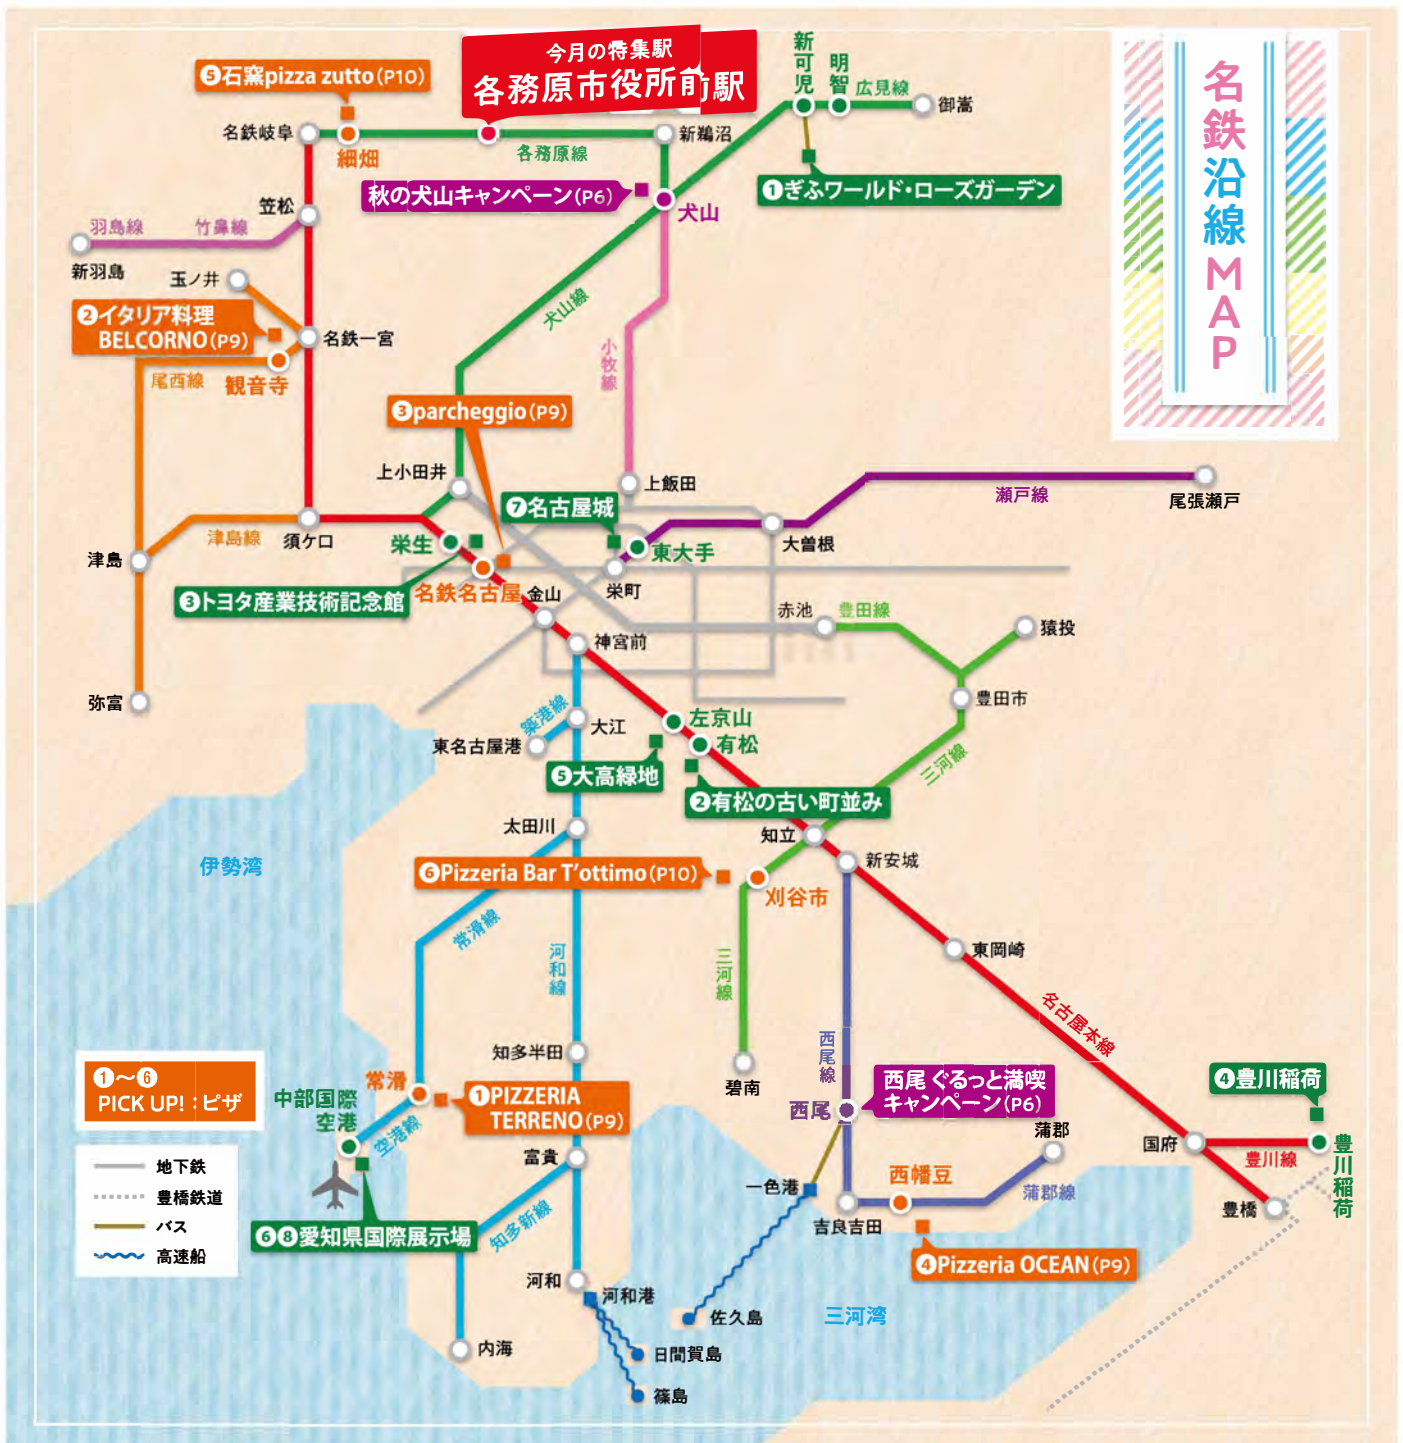 名鉄沿線MAP
今月の特集駅
各務原市役所前駅
❺石窯pizza zutto(P10)
新可児
明智
広見線
御嵩
名鉄岐阜
細畑
各務原線
新鵜沼
秋の犬山キャンペーン(P6)
犬山
❶ぎふワールド・ローズガーデン
笠松
羽島線
竹鼻線
新羽島
玉ノ井
❷イタリア料理
BELCORNO(P9)
名鉄一宮
尾西線
観音寺
犬山線
小牧線
❸parcheggio(P9)
上小田井
上飯田
瀬戸線
尾張瀬戸
❼名古屋城
東大手
大曽根
津島線
須ケ口
栄生
津島
❸トヨタ産業技術記念館
名鉄名古屋
金山
栄町
赤池
豊田線
猿投
神宮前
弥富
豊田市
築港線
大江
東名古屋港
左京山
有松
❺大高緑地
❷有松の古い町並み
三河線
太田川
知立
新安城
伊勢湾
❻Pizzeria Bar T'ottimo(P10)
刈谷市
常滑線
河和線
三河線
東岡崎
名古屋本線
西尾線
知多半田
碧南
❶〜❻
PICK UP!:ピザ
常滑
中部国際
空港
空港線
❶PIZZERIA
TERRENO(P9)
西尾 ぐるっと満喫
キャンペーン(P6)
西尾
❹豊川稲荷
蒲郡
国府
豊川線
豊川稲荷
地下鉄
豊橋鉄道
バス
高速船
富貴
一色港
西幡豆
蒲郡線
豊橋
吉良吉田
❻❽愛知県国際展示場
知多新線
❹Pizzeria OCEAN(P9)
河和
河和港
佐久島
三河湾
内海
日間賀島
篠島